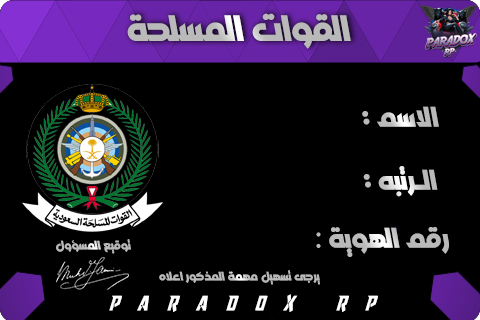 القوات المسلحة
PARADOX
RP
الاسم :
الرتبه :
رقم الهوية :
القوات المسلحة السعودية
توقيع المسؤول
يرجى تسهيل مهمة المذكور اعلاه
PARADOX RP